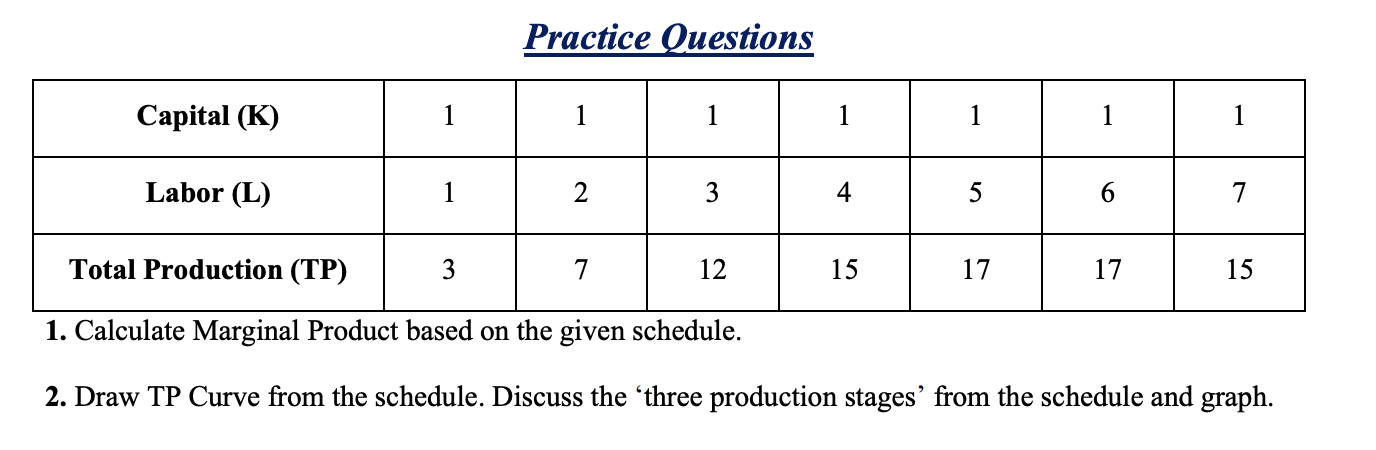 Practice Questions
Capital (K) 1 1 1 1 1 1 1
Labor (L) 1 2 3 4 5 6 7
Total Production (TP) 3 7 12 15 17 17 15
1. Calculate Marginal Product based on the given schedule.
2. Draw TP Curve from the schedule. Discuss the ‘three production stages’ from the schedule and graph.